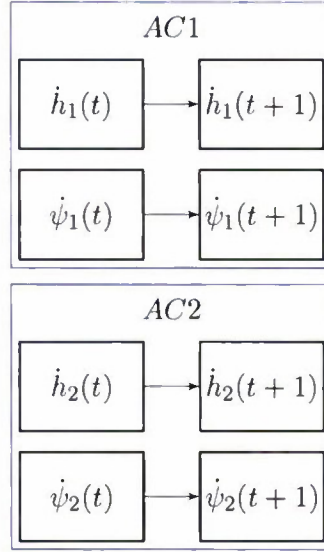 AC1
ḣ₁(t) ḣ₁(t + 1)
ψ̇₁(t) ψ̇₁(t + 1)
AC2
ḣ₂(t) ḣ₂(t + 1)
ψ̇₂(t) ψ̇₂(t + 1)